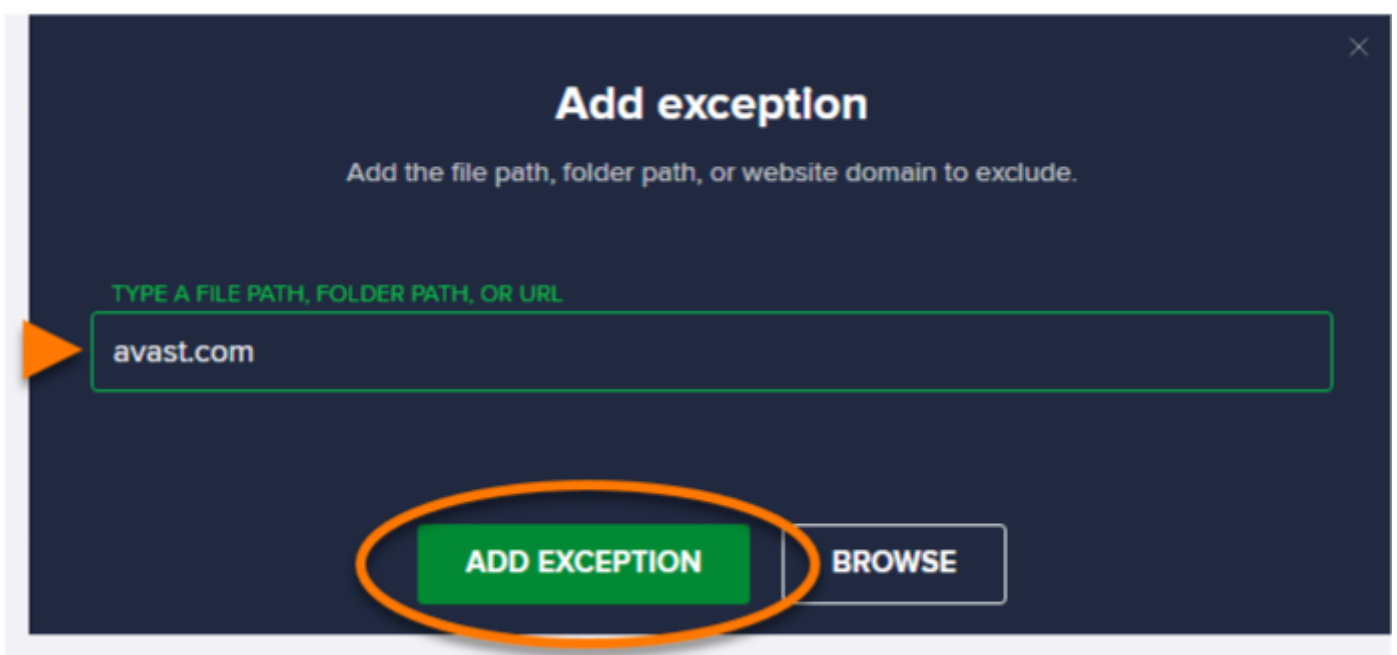 Add exception
Add the file path, folder path, or website domain to exclude.
TYPE A FILE PATH, FOLDER PATH, OR URL
avast.com
ADD EXCEPTION BROWSE